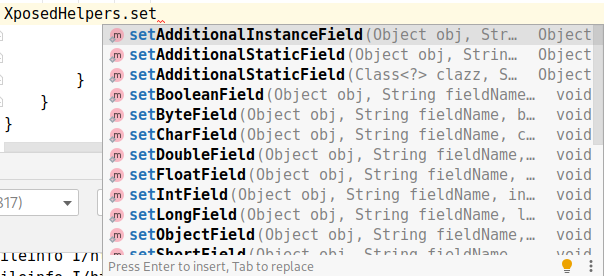 XposedHelpers.set
m setAdditionalInstanceField(Object obj, Str… Object
m setAdditionalStaticField(Object obj, Strin… Object
m setAdditionalStaticField(Class<?> clazz, S… Object
m setBooleanField(Object obj, String fieldName… void
m setByteField(Object obj, String fieldName, b… void
m setCharField(Object obj, String fieldName, c… void
m setDoubleField(Object obj, String fieldName,… void
m setFloatField(Object obj, String fieldName, … void
m setIntField(Object obj, String fieldName, in… void
m setLongField(Object obj, String fieldName, l… void
m setObjectField(Object obj, String fieldName,… void
m setShortField(Object obj, String fieldName, … void
Press Enter to insert, Tab to replace
}
}
}
317)
ileinfo I/h
ileinfo I/h